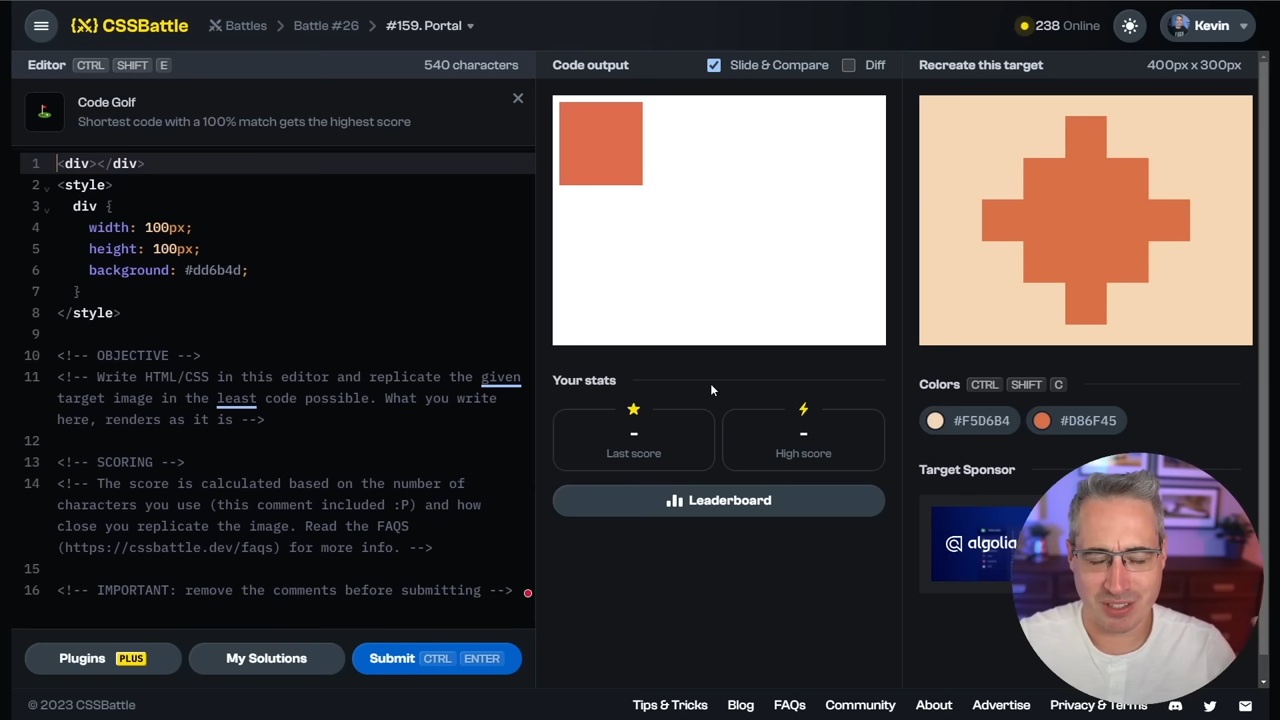 {X} CSSBattle
Battles > Battle #26 > #159. Portal
238 Online
Kevin
Editor CTRL SHIFT E 540 characters
Code Golf
Shortest code with a 100% match gets the highest score
1 <div></div>
2 <style>
3 div {
4 width: 100px;
5 height: 100px;
6 background: #dd6b4d;
7 }
8 </style>
9
10 <!-- OBJECTIVE -->
11 <!-- Write HTML/CSS in this editor and replicate the given
target image in the least code possible. What you write
here, renders as it is -->
12
13 <!-- SCORING -->
14 <!-- The score is calculated based on the number of
characters you use (this comment included :P) and how
close you replicate the image. Read the FAQS
(https://cssbattle.dev/faqs) for more info. -->
15
16 <!-- IMPORTANT: remove the comments before submitting -->
Plugins PLUS
My Solutions
Submit CTRL ENTER
Code output
Slide & Compare
Diff
Your stats
-
Last score
-
High score
Leaderboard
Recreate this target 400px x 300px
Colors CTRL SHIFT C
#F5D6B4
#D86F45
Target Sponsor
algolia
© 2023 CSSBattle
Tips & Tricks Blog FAQs Community About Advertise Privacy & Terms